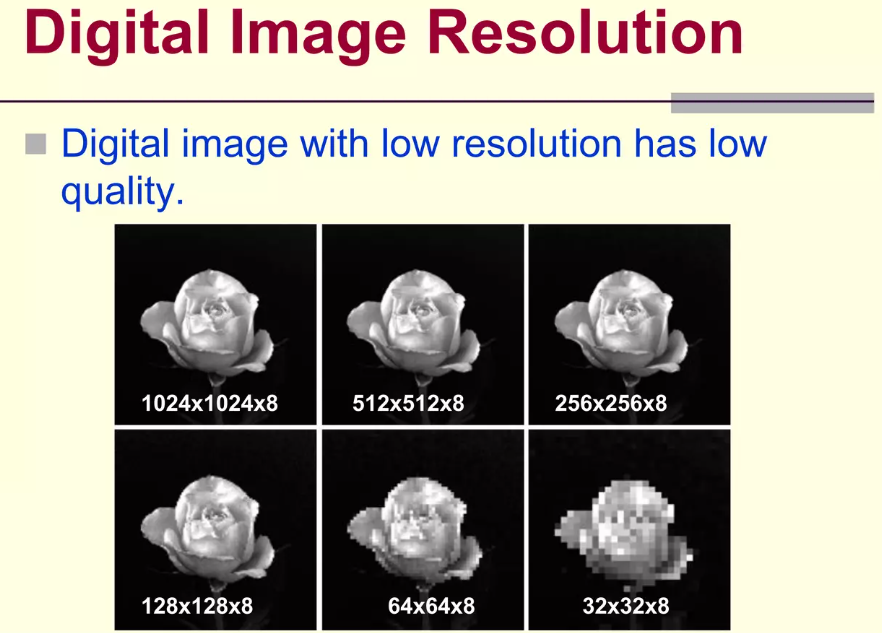 Digital Image Resolution
Digital image with low resolution has low
quality.
1024x1024x8
512x512x8
256x256x8
128x128x8
64x64x8
32x32x8